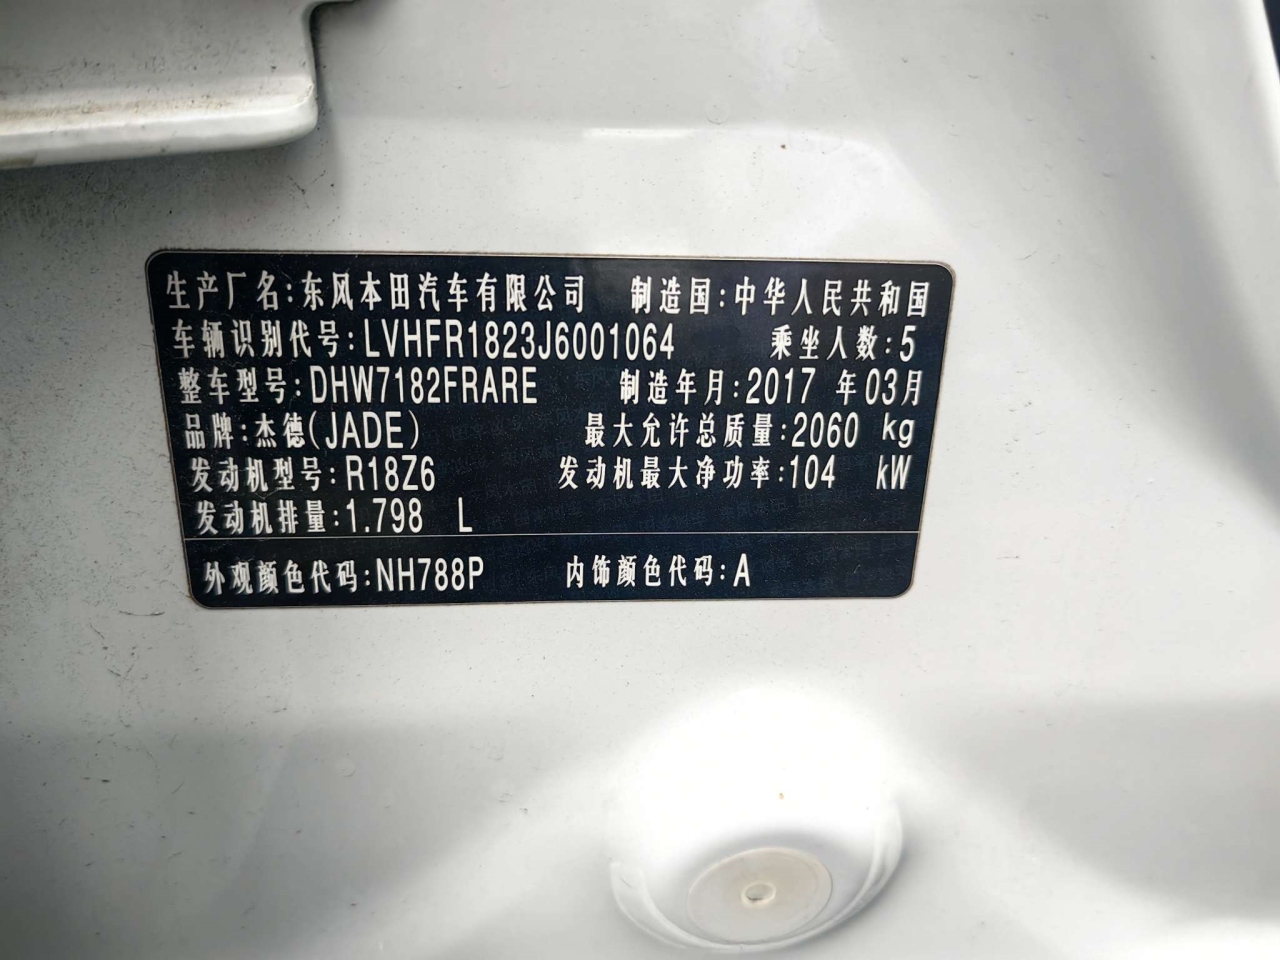 生产厂名:东风本田汽车有限公司 制造国:中华人民共和国
车辆识别代号:LVHFR1823J6001064 乘坐人数:5
整车型号:DHW7182FRARE 制造年月:2017 年03月
品牌:杰德(JADE) 最大允许总质量:2060 kg
发动机型号:R18Z6 发动机最大净功率:104 kW
发动机排量:1.798 L
外观颜色代码:NH788P 内饰颜色代码:A